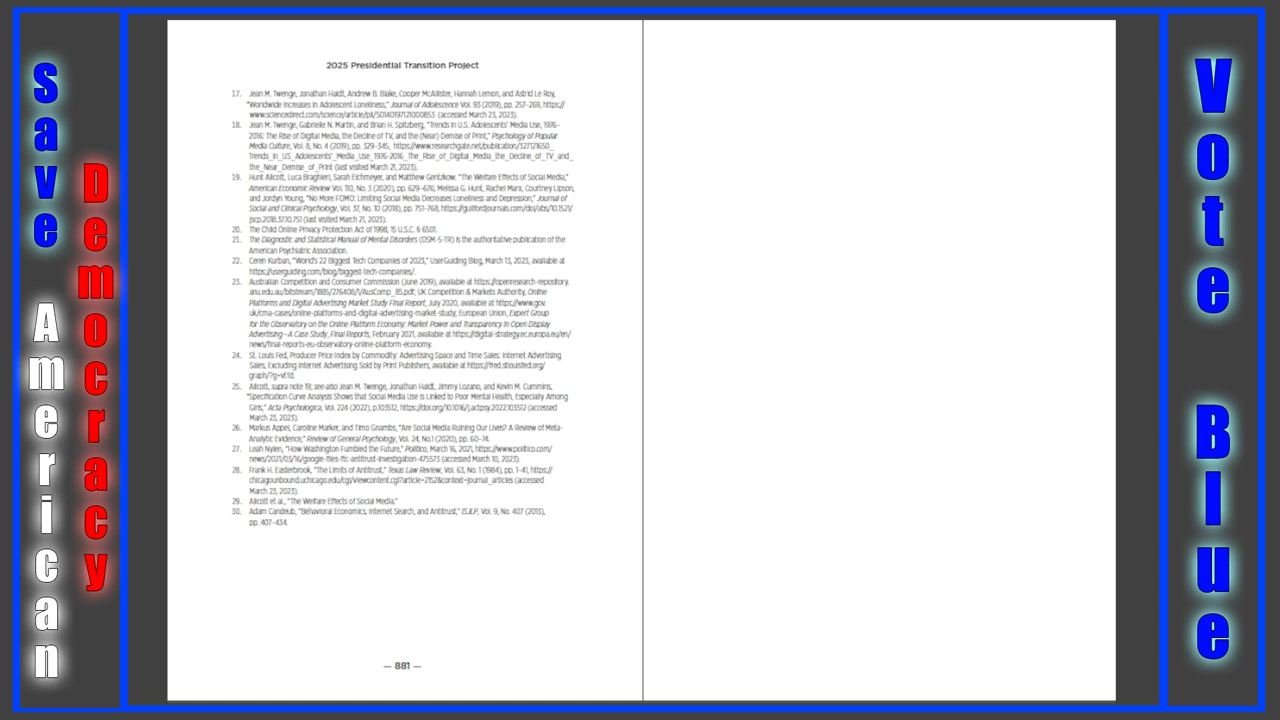 Save American
Democracy
2025 Presidential Transition Project
17. Jean M. Twenge, Jonathan Haidt, Andrew B. Blake, Cooper McAllister, Hannah Lemon, and Astrid Le Roy,
"Worldwide Increases in Adolescent Loneliness," Journal of Adolescence Vol. 93 (2019), pp. 257–269, https://
www.sciencedirect.com/science/article/pii/S0140197121000853 (accessed March 23, 2023).
18. Jean M. Twenge, Gabrielle N. Martin, and Brian H. Spitzberg, "Trends in U.S. Adolescents' Media Use, 1976–
2016: The Rise of Digital Media, the Decline of TV, and the (Near) Demise of Print," Psychology of Popular
Media Culture, Vol. 8, No. 4 (2019), pp. 329–345, https://www.researchgate.net/publication/327121650_
Trends_in_US_Adolescents'_Media_Use_1976-2016_The_Rise_of_Digital_Media_the_Decline_of_TV_and_
the_Near_Demise_of_Print (last visited March 21, 2023).
19. Hunt Allcott, Luca Braghieri, Sarah Eichmeyer, and Matthew Gentzkow. "The Welfare Effects of Social Media,"
American Economic Review Vol. 110, No. 3 (2020), pp. 629–676; Melissa G. Hunt, Rachel Marx, Courtney Lipson,
and Jordyn Young, "No More FOMO: Limiting Social Media Decreases Loneliness and Depression," Journal of
Social and Clinical Psychology, Vol. 37, No. 10 (2018), pp. 751–768, https://guilfordjournals.com/doi/abs/10.1521/
jscp.2018.37.10.751 (last visited March 21, 2023).
20. The Child Online Privacy Protection Act of 1998, 15 U.S.C. § 6501.
21. The Diagnostic and Statistical Manual of Mental Disorders (DSM-5-TR) is the authoritative publication of the
American Psychiatric Association.
22. Ceren Kurban, "World's 22 Biggest Tech Companies of 2023," UserGuiding Blog, March 13, 2023, available at
https://userguiding.com/blog/biggest-tech-companies/.
23. Australian Competition and Consumer Commission (June 2019), available at https://openresearch-repository.
anu.edu.au/bitstream/1885/276408/1/AusComp_85.pdf; UK Competition & Markets Authority, Online
Platforms and Digital Advertising Market Study Final Report, July 2020, available at https://www.gov.
uk/cma-cases/online-platforms-and-digital-advertising-market-study; European Union, Expert Group
for the Observatory on the Online Platform Economy: Market Power and Transparency in Open Display
Advertising—A Case Study, Final Reports, February 2021, available at https://digital-strategy.ec.europa.eu/en/
news/final-reports-eu-observatory-online-platform-economy.
24. St. Louis Fed, Producer Price Index by Commodity: Advertising Space and Time Sales: Internet Advertising
Sales, Excluding Internet Advertising Sold by Print Publishers, available at https://fred.stlouisfed.org/
graph/?g=vt1d.
25. Allcott, supra note 19; see also Jean M. Twenge, Jonathan Haidt, Jimmy Lozano, and Kevin M. Cummins,
"Specification Curve Analysis Shows that Social Media Use Is Linked to Poor Mental Health, Especially Among
Girls," Acta Psychologica, Vol. 224 (2022), p.103512, https://doi.org/10.1016/j.actpsy.2022.103512 (accessed
March 23, 2023).
26. Markus Appel, Caroline Marker, and Timo Gnambs, "Are Social Media Ruining Our Lives? A Review of Meta-
Analytic Evidence," Review of General Psychology, Vol. 24, No.1 (2020), pp. 60–74.
27. Leah Nylen, "How Washington Fumbled the Future," Politico, March 16, 2021, https://www.politico.com/
news/2021/03/16/google-files-ftc-antitrust-investigation-475573 (accessed March 10, 2023).
28. Frank H. Easterbrook, "The Limits of Antitrust," Texas Law Review, Vol. 63, No. 1 (1984), pp. 1–41, https://
chicagounbound.uchicago.edu/cgi/viewcontent.cgi?article=2152&context=journal_articles (accessed
March 23, 2023).
29. Allcott et al., "The Welfare Effects of Social Media."
30. Adam Candeub, "Behavioral Economics, Internet Search, and Antitrust," ISJLP, Vol. 9, No. 407 (2013),
pp. 407–434.
— 881 —
Vote Blue